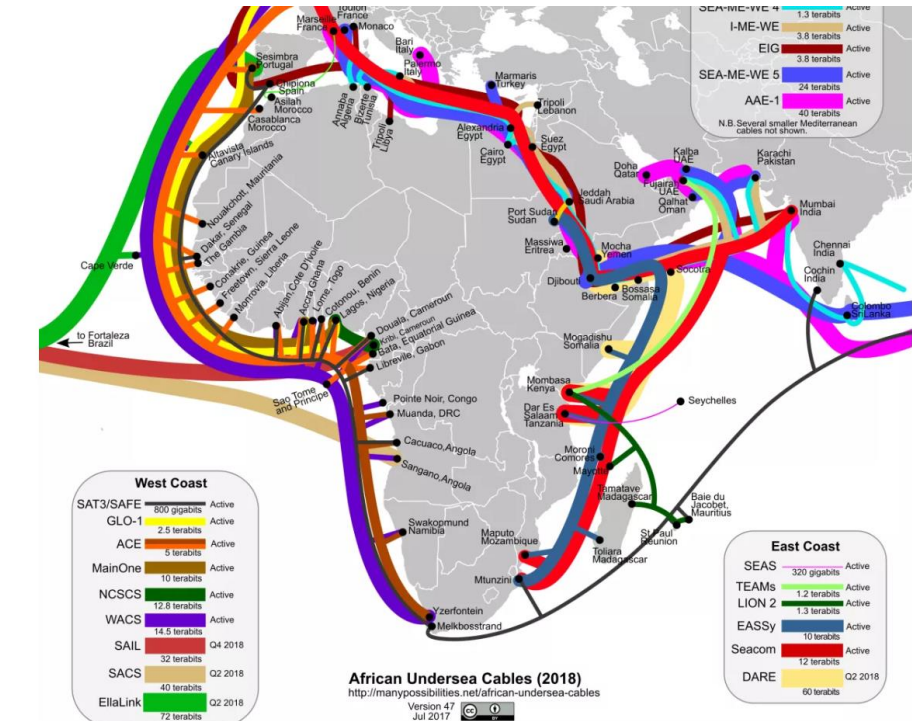 Marseille
France
Toulon
France
Monaco
Bari
Italy
Palermo
Italy
Sesimbra
Portugal
Chipiona
Spain
Asilah
Morocco
Casablanca
Morocco
Annaba
Algeria
Bizerte
Tunisia
Tripoli
Libya
Marmaris
Turkey
Tripoli
Lebanon
Alexandria
Egypt
Cairo
Egypt
Suez
Egypt
SEA-ME-WE 4 Active
1.3 terabits
I-ME-WE Active
3.8 terabits
EIG Active
3.8 terabits
SEA-ME-WE 5 Active
24 terabits
AAE-1 Active
40 terabits
N.B.Several smaller Mediterranean
cables not shown.
Altavista
Canary Islands
Nouakchott, Mauritania
Dakar, Senegal
The Gambia
Conakrie, Guinea
Freetown, Sierra Leone
Monrovia, Liberia
Abijan,Cote D'Ivoire
Accra,Ghana
Lome, Togo
Cotonou, Benin
Lagos, Nigeria
Douala, Cameroun
Kribi, Cameroun
Bata, Equatorial Guinea
Libreville, Gabon
Cape Verde
to Fortaleza
Brazil
Sao Tome
and Principe
Pointe Noir, Congo
Muanda, DRC
Cacuaco,Angola
Sangano,Angola
Swakopmund
Namibia
Yzerfontein
Melkbosstrand
Doha
Qatar
Kalba
UAE
Fujairah
UAE
Qalhat
Oman
Karachi
Pakistan
Mumbai
India
Chennai
India
Cochin
India
Colombo
Sri Lanka
Jeddah
Saudi Arabia
Port Sudan
Sudan
Massiwa
Eritrea
Mocha
Yemen
Djibouti
Berbera
Bossasa
Somalia
Socotra
Mogadishu
Somalia
Mombasa
Kenya
Dar Es
Salaam
Tanzania
Seychelles
Moroni
Comores
Mayotte
Tamatave
Madagascar
Baie du
Jacobet,
Mauritius
St Paul
Reunion
Toliara
Madagascar
Maputo
Mozambique
Mtunzini
West Coast
SAT3/SAFE Active
800 gigabits
GLO-1 Active
2.5 terabits
ACE Active
5 terabits
MainOne Active
10 terabits
NCSCS Active
12.8 terabits
WACS Active
14.5 terabits
SAIL Q4 2018
32 terabits
SACS Q2 2018
40 terabits
EllaLink Q2 2018
72 terabits
East Coast
SEAS Active
320 gigabits
TEAMs Active
1.2 terabits
LION 2 Active
1.3 terabits
EASSy Active
10 terabits
Seacom Active
12 terabits
DARE Q2 2018
60 terabits
African Undersea Cables (2018)
http://manypossibilities.net/african-undersea-cables
Version 47
Jul 2017
cc
BY